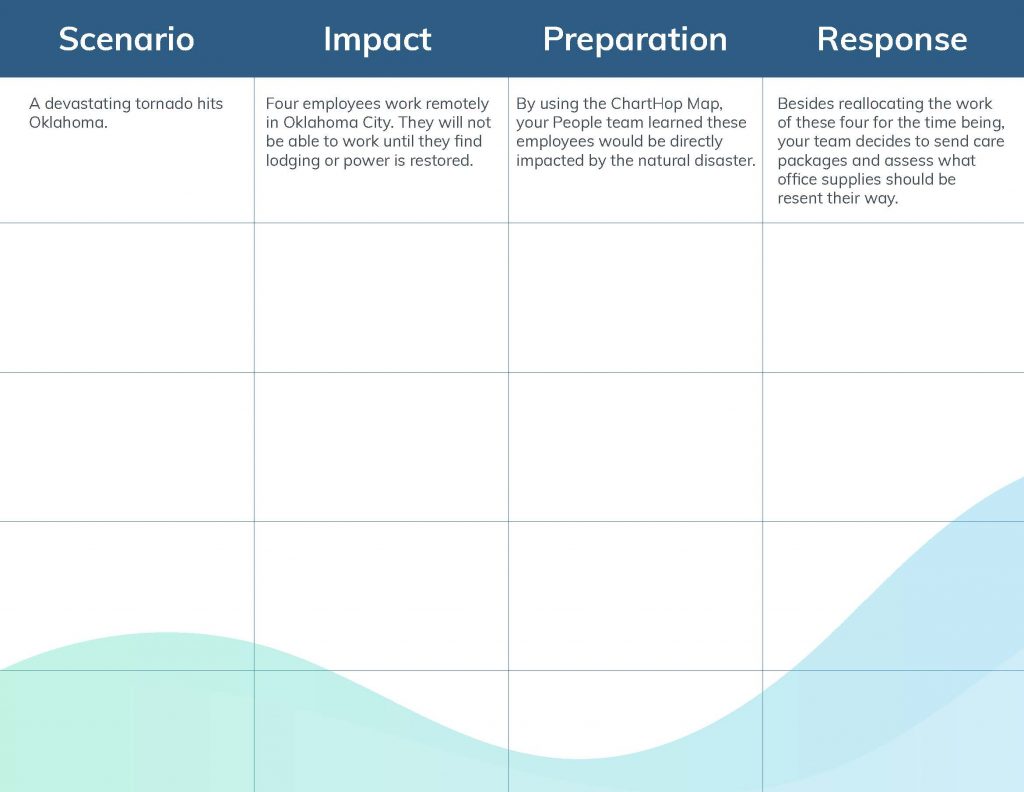 Scenario
Impact
Preparation
Response
A devastating tornado hits
Oklahoma.
Four employees work remotely
in Oklahoma City. They will not
be able to work until they find
lodging or power is restored.
By using the ChartHop Map,
your People team learned these
employees would be directly
impacted by the natural disaster.
Besides reallocating the work
of these four for the time being,
your team decides to send care
packages and assess what
office supplies should be
resent their way.